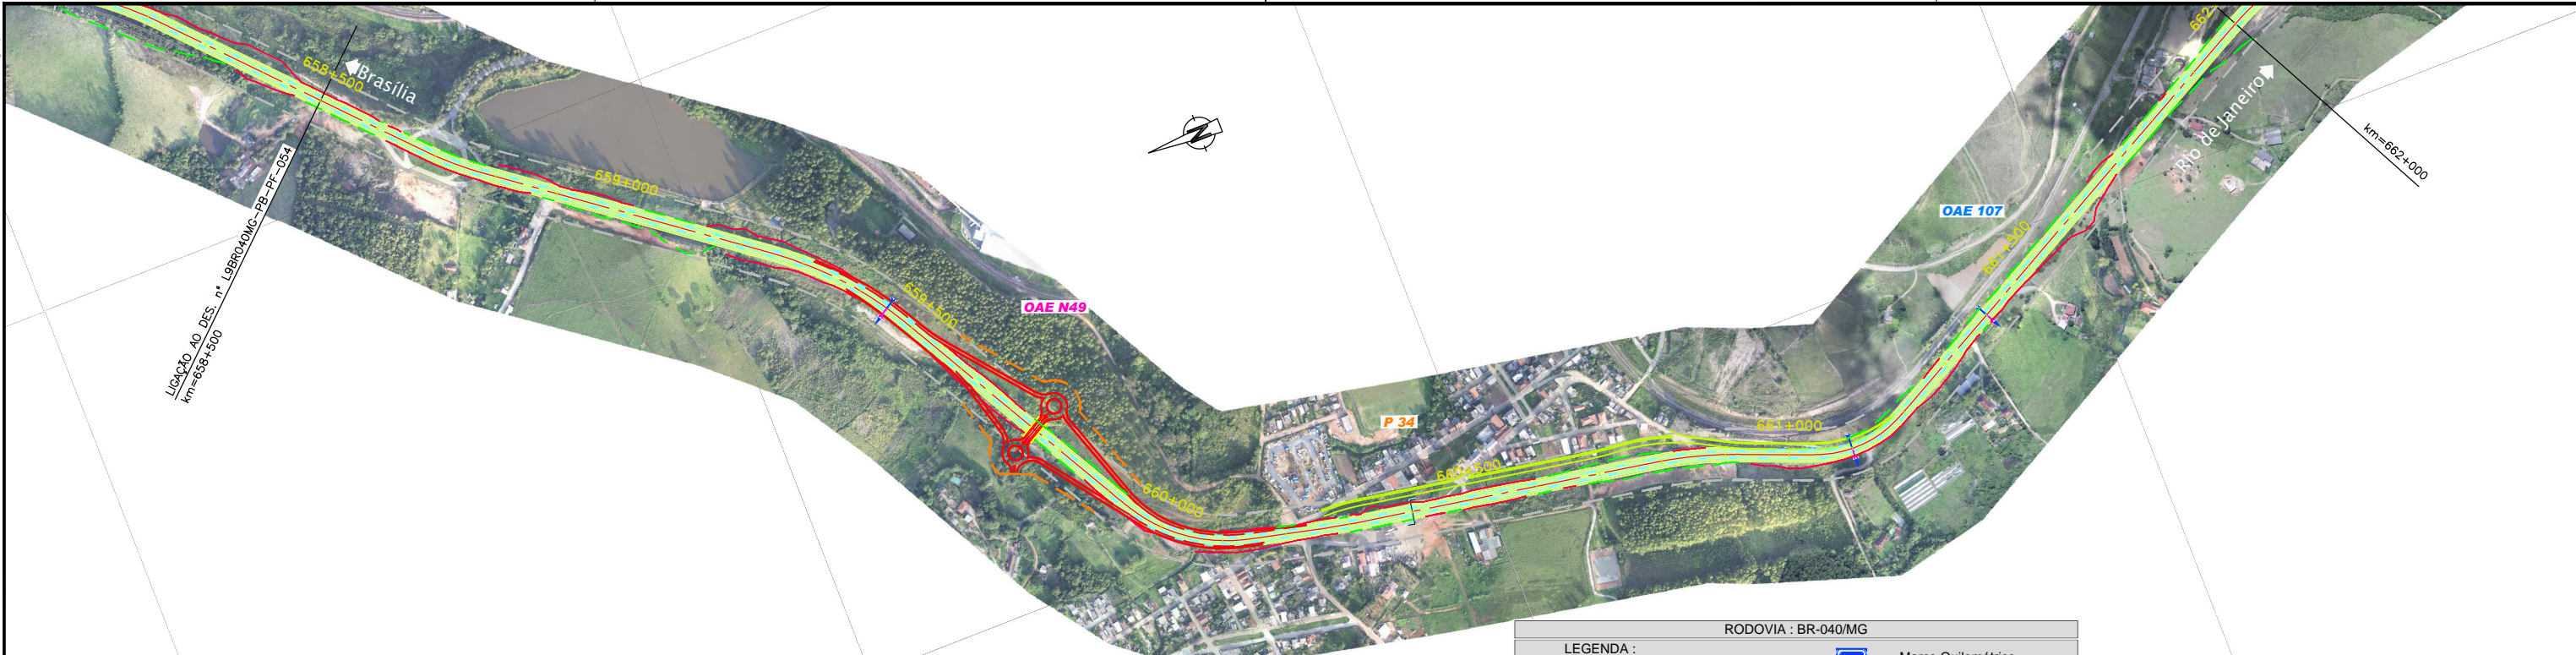 658+500
Brasília
LIGAÇÃO AO DES. n° L9BR040MG-PB-PF-054
km=658+500
659+000
659+500
OAE N49
N
660+000
P 34
660+500
661+000
OAE 107
661+500
Rio de Janeiro
km=662+000
RODOVIA : BR-040/MG
LEGENDA :